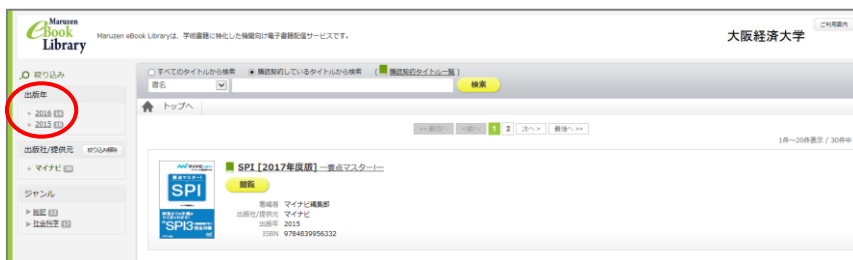 Maruzen
eBook
Library
Maruzen eBook Libraryは、学術書籍に特化した機関向け電子書籍配信サービスです。
ご利用案内
大阪経済大学
絞り込み
すべてのタイトルから検索 購読契約しているタイトルから検索 ( 購読契約タイトル一覧 )
書名
検索
出版年
2016
2015
トップへ
<< 最初へ <前へ 1 2 次へ > 最後へ >>
1件～20件表示 / 30件中
出版社/提供元 絞り込み解除
マイナビ
ジャンル
総記
社会科学
SPI
SPI3
SPI [2017年度版] ―要点マスター!―
閲覧
著編者 マイナビ編集部
出版社/提供元 マイナビ
出版年 2015
ISBN 9784839956332